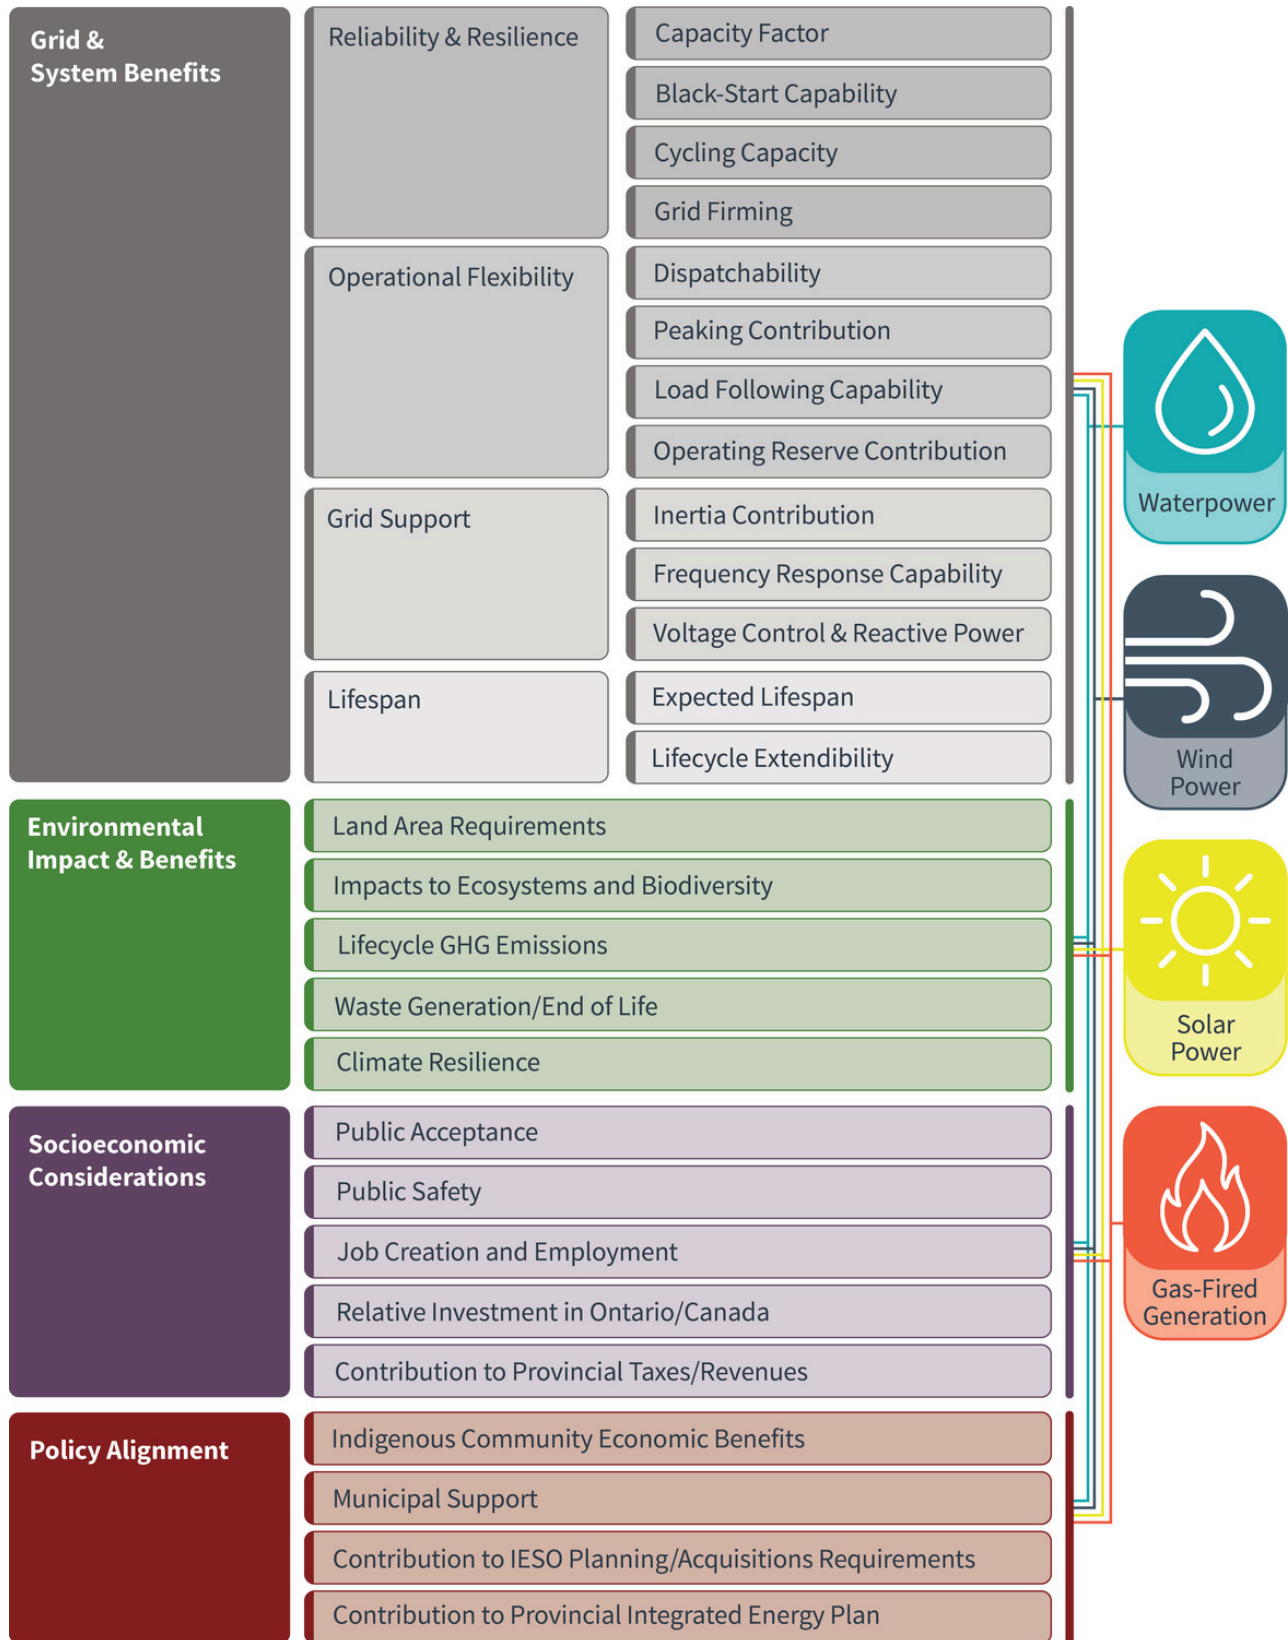 Grid &
System Benefits
Reliability & Resilience
Capacity Factor
Black-Start Capability
Cycling Capacity
Grid Firming
Operational Flexibility
Dispatchability
Peaking Contribution
Load Following Capability
Operating Reserve Contribution
Grid Support
Inertia Contribution
Frequency Response Capability
Voltage Control & Reactive Power
Lifespan
Expected Lifespan
Lifecycle Extendibility
Environmental
Impact & Benefits
Land Area Requirements
Impacts to Ecosystems and Biodiversity
Lifecycle GHG Emissions
Waste Generation/End of Life
Climate Resilience
Socioeconomic
Considerations
Public Acceptance
Public Safety
Job Creation and Employment
Relative Investment in Ontario/Canada
Contribution to Provincial Taxes/Revenues
Policy Alignment
Indigenous Community Economic Benefits
Municipal Support
Contribution to IESO Planning/Acquisitions Requirements
Contribution to Provincial Integrated Energy Plan
Waterpower
Wind
Power
Solar
Power
Gas-Fired
Generation